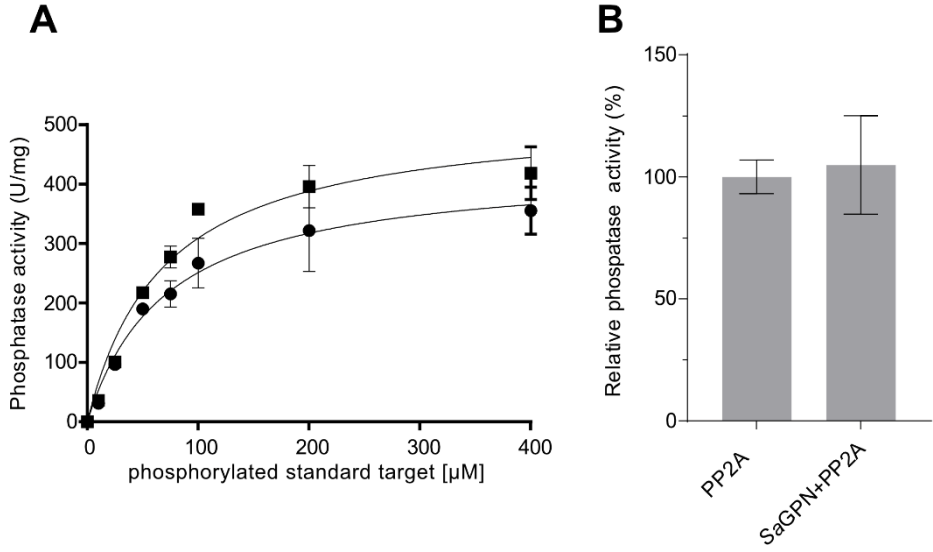 A
Phosphatase activity (U/mg)
500
400
300
200
100
0
0 100 200 300 400
phosphorylated standard target [µM]
B
Relative phospatase activity (%)
150
100
50
0
PP2A
SaGPN+PP2A